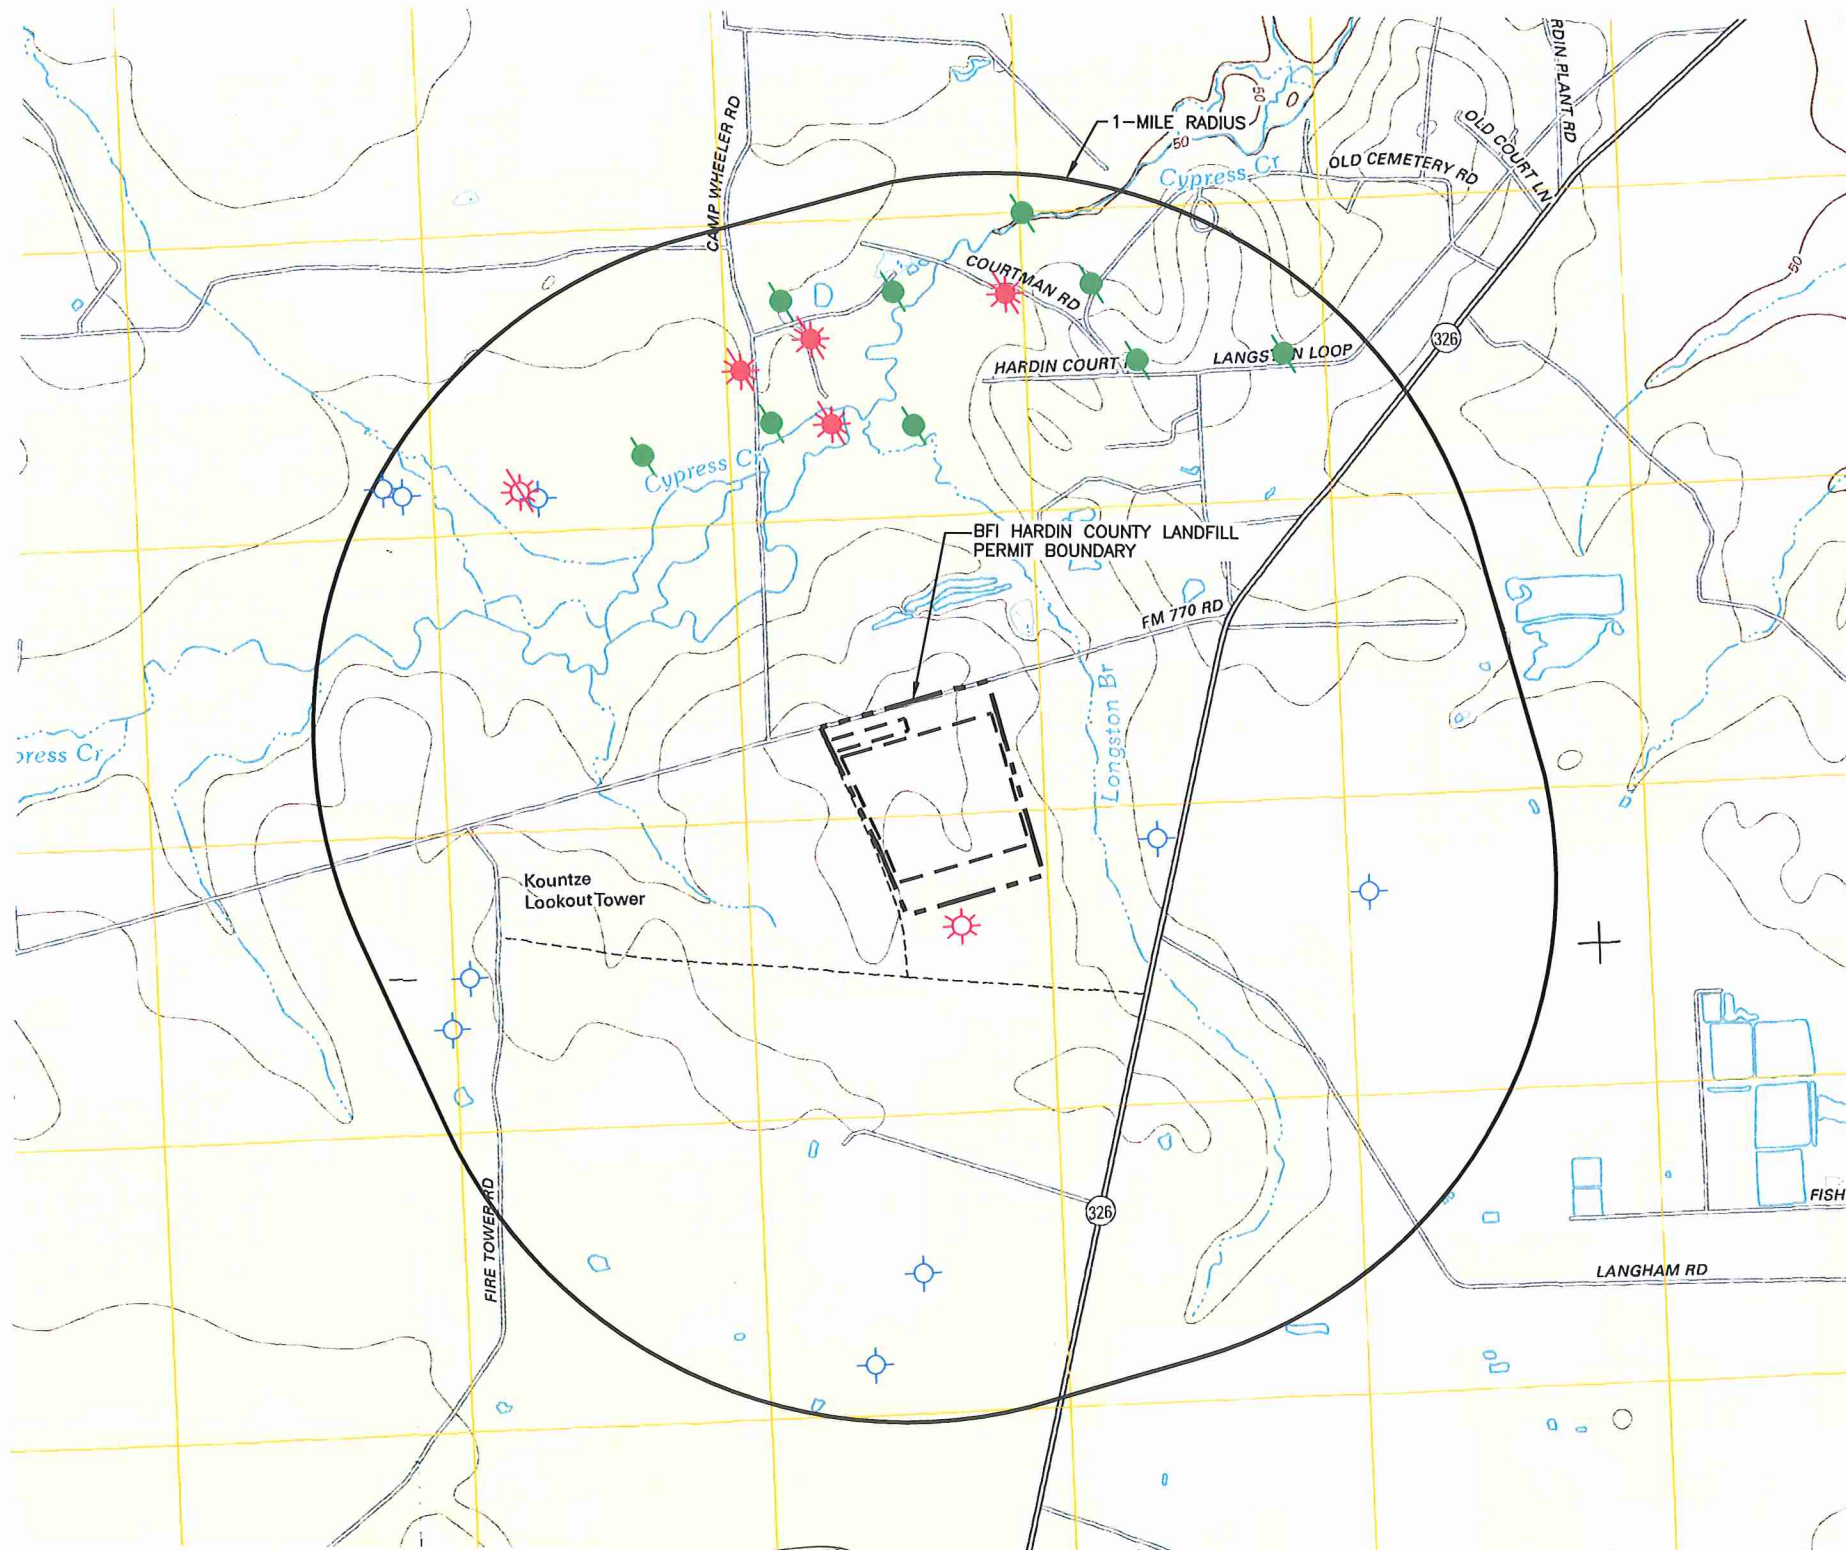 RDIN PLANT RD
CAMP WHEELER RD
50
1-MILE RADIUS
50
OLD COURT LN
OLD CEMETERY RD
Cypress Cr
COURTMAN RD
50
D
326
HARDIN COURT
LANGST N LOOP
Cypress Cr
BFI HARDIN COUNTY LANDFILL
PERMIT BOUNDARY
FM 770 RD
Longston Br
press Cr
Kountze
Lookout Tower
FIRE TOWER RD
326
FISH
LANGHAM RD